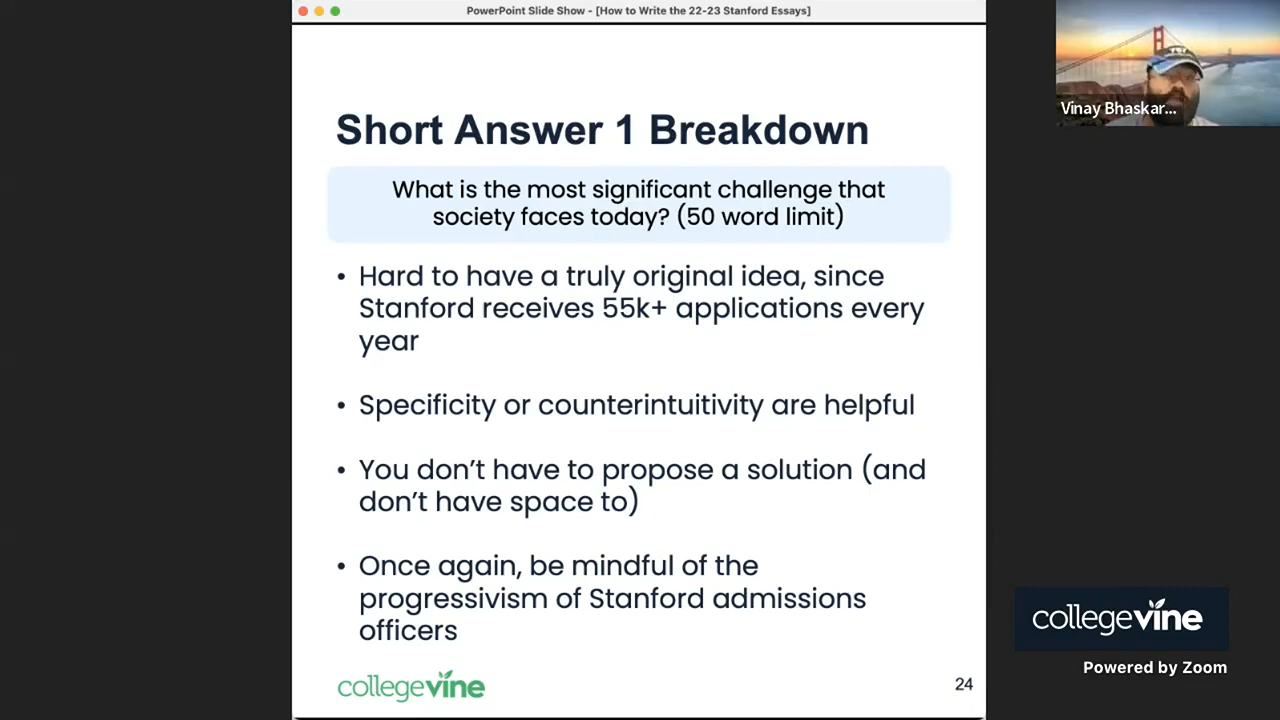 PowerPoint Slide Show - [How to Write the 22-23 Stanford Essays]
Vinay Bhaskar...
Short Answer 1 Breakdown
What is the most significant challenge that
society faces today? (50 word limit)
• Hard to have a truly original idea, since
Stanford receives 55k+ applications every
year
• Specificity or counterintuitivity are helpful
• You don't have to propose a solution (and
don't have space to)
• Once again, be mindful of the
progressivism of Stanford admissions
officers
collegevine
24
collegevine
Powered by Zoom